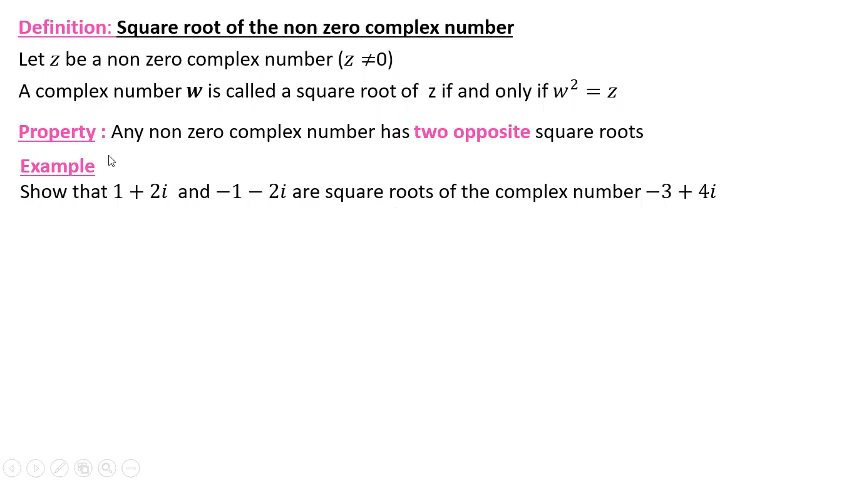 Definition: Square root of the non zero complex number
Let z be a non zero complex number (z ≠0)
A complex number w is called a square root of z if and only if w² = z
Property : Any non zero complex number has two opposite square roots
Example
Show that 1 + 2i and −1 − 2i are square roots of the complex number −3 + 4i